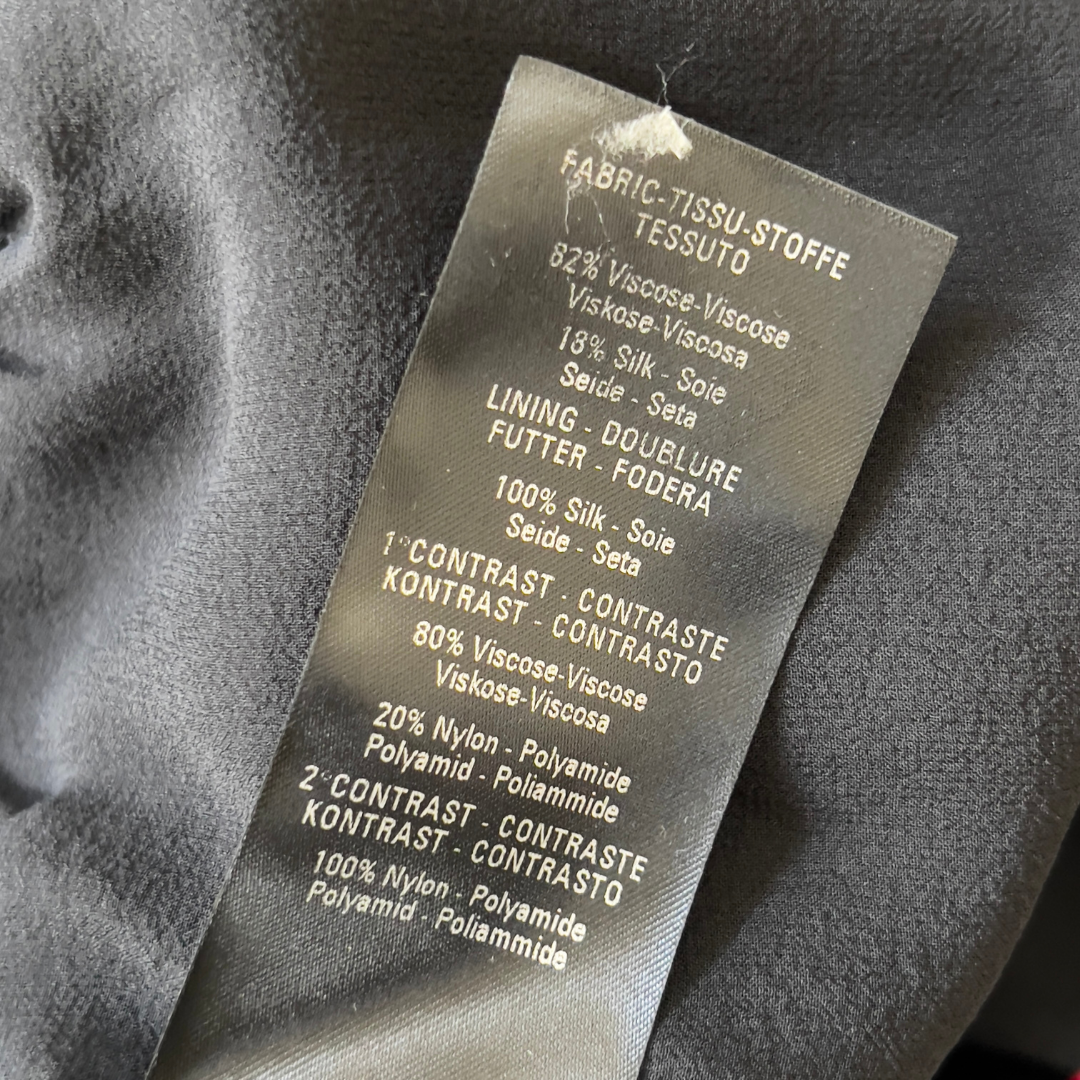 FABRIC-TISSU-STOFFE
TESSUTO
82% Viscose-Viscose
Viskose-Viscosa
18% Silk - Soie
Seide - Seta
LINING - DOUBLURE
FUTTER - FODERA
100% Silk - Soie
Seide - Seta
1°CONTRAST - CONTRASTE
KONTRAST - CONTRASTO
80% Viscose-Viscose
Viskose-Viscosa
20% Nylon - Polyamide
Polyamid - Poliammide
2°CONTRAST - CONTRASTE
KONTRAST - CONTRASTO
100% Nylon - Polyamide
Polyamid - Poliammide